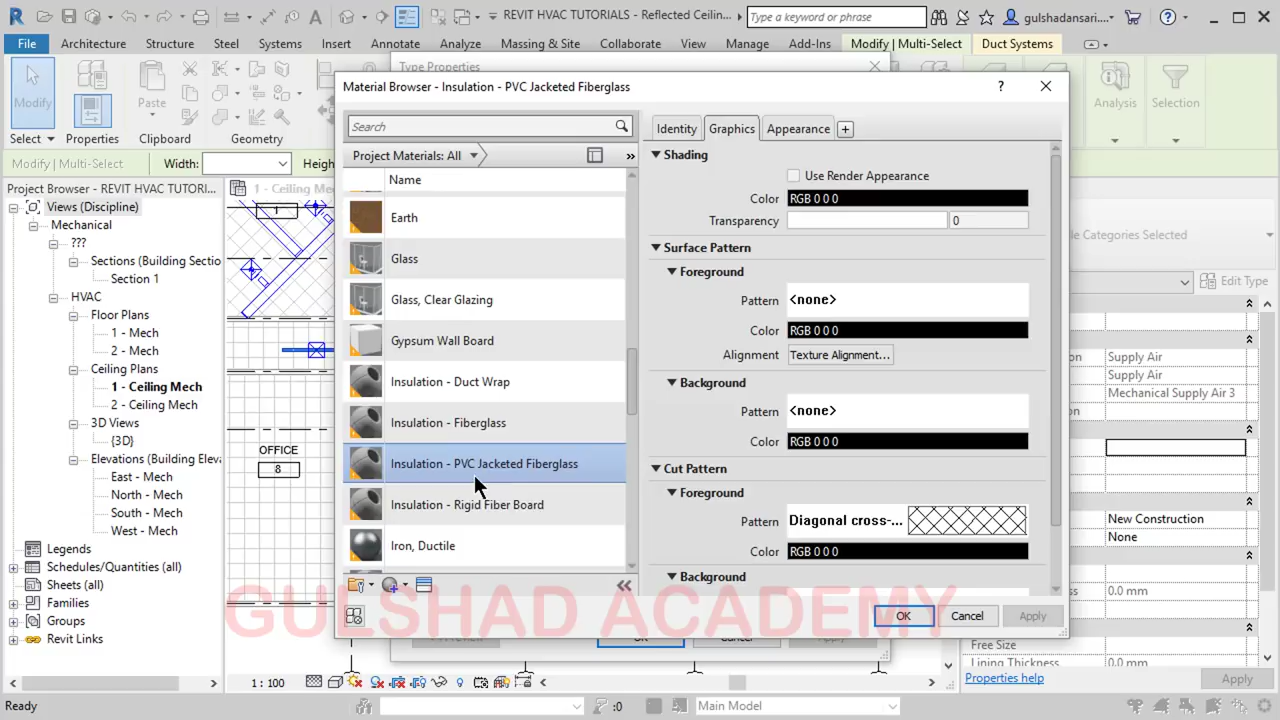 REVIT HVAC TUTORIALS - Reflected Ceilin...
Type a keyword or phrase
gulshadansari....
File
Architecture
Structure
Steel
Systems
Insert
Annotate
Analyze
Massing & Site
Collaborate
View
Manage
Add-Ins
Modify | Multi-Select
Duct Systems
Modify
Paste
Analysis
Selection
Select
Properties
Clipboard
Geometry
Type Properties
Modify | Multi-Select
Width:
Heigh
Project Browser - REVIT HVAC TUTORI...
1 - Ceiling Me
Views (Discipline)
Mechanical
???
Sections (Building Sectio
Section 1
HVAC
Floor Plans
1 - Mech
2 - Mech
Ceiling Plans
1 - Ceiling Mech
2 - Ceiling Mech
3D Views
{3D}
Elevations (Building Eleva
East - Mech
North - Mech
South - Mech
West - Mech
Legends
Schedules/Quantities (all)
Sheets (all)
Families
Groups
Revit Links
1
OFFICE
8
Material Browser - Insulation - PVC Jacketed Fiberglass
?
Search
Project Materials: All
Name
Earth
Glass
Glass, Clear Glazing
Gypsum Wall Board
Insulation - Duct Wrap
Insulation - Fiberglass
Insulation - PVC Jacketed Fiberglass
Insulation - Rigid Fiber Board
Iron, Ductile
Identity
Graphics
Appearance
Shading
Use Render Appearance
Color RGB 0 0 0
Transparency 0
Surface Pattern
Foreground
Pattern <none>
Color RGB 0 0 0
Alignment Texture Alignment...
Background
Pattern <none>
Color RGB 0 0 0
Cut Pattern
Foreground
Pattern Diagonal cross-...
Color RGB 0 0 0
Background
OK
Cancel
Apply
le Categories Selected
Edit Type
Supply Air
Supply Air
Mechanical Supply Air 3
New Construction
None
0.0 mm
Free Size
Lining Thickness 0.0 mm
Properties help
Apply
GULSHAD ACADEMY
1 : 100
Ready
:0
Main Model